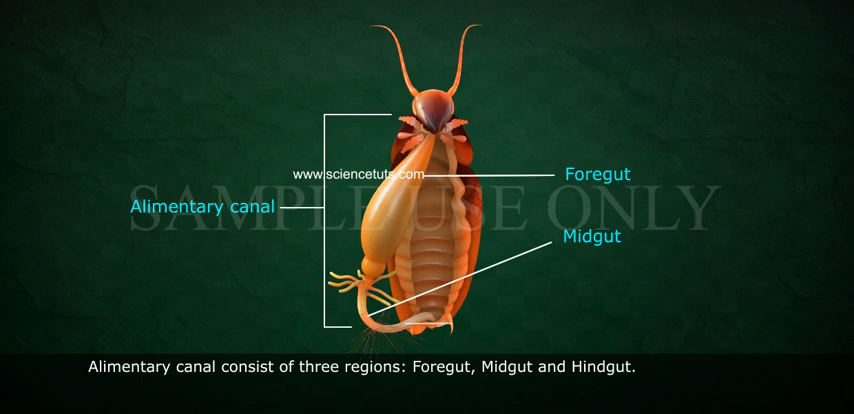 www.sciencetuts.com
Foregut
SAMPLE USE ONLY
Alimentary canal
Midgut
Alimentary canal consist of three regions: Foregut, Midgut and Hindgut.